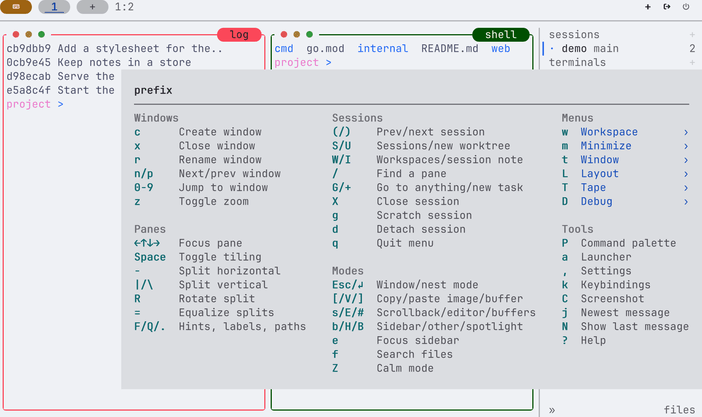 1 + 1:2 +
log
cb9dbb9 Add a stylesheet for the..
0cb9e45 Keep notes in a store
d98ecab Serve the
e5a8c4f Start the
project >
shell
cmd go.mod internal README.md web
project >
sessions +
· demo main 2
terminals +
prefix
Windows
c Create window
x Close window
r Rename window
n/p Next/prev window
0-9 Jump to window
z Toggle zoom
Panes
←↑↓→ Focus pane
Space Toggle tiling
- Split horizontal
|/\ Split vertical
R Rotate split
= Equalize splits
F/Q/. Hints, labels, paths
Sessions
(/) Prev/next session
S/U Sessions/new worktree
W/I Workspaces/session note
/ Find a pane
G/+ Go to anything/new task
X Close session
g Scratch session
d Detach session
q Quit menu
Modes
Esc/↲ Window/nest mode
[/V/] Copy/paste image/buffer
s/E/# Scrollback/editor/buffers
b/H/B Sidebar/other/spotlight
e Focus sidebar
f Search files
Z Calm mode
Menus
w Workspace ›
m Minimize ›
t Window ›
L Layout ›
T Tape ›
D Debug ›
Tools
P Command palette
a Launcher
, Settings
k Keybindings
C Screenshot
j Newest message
N Show last message
? Help
» files